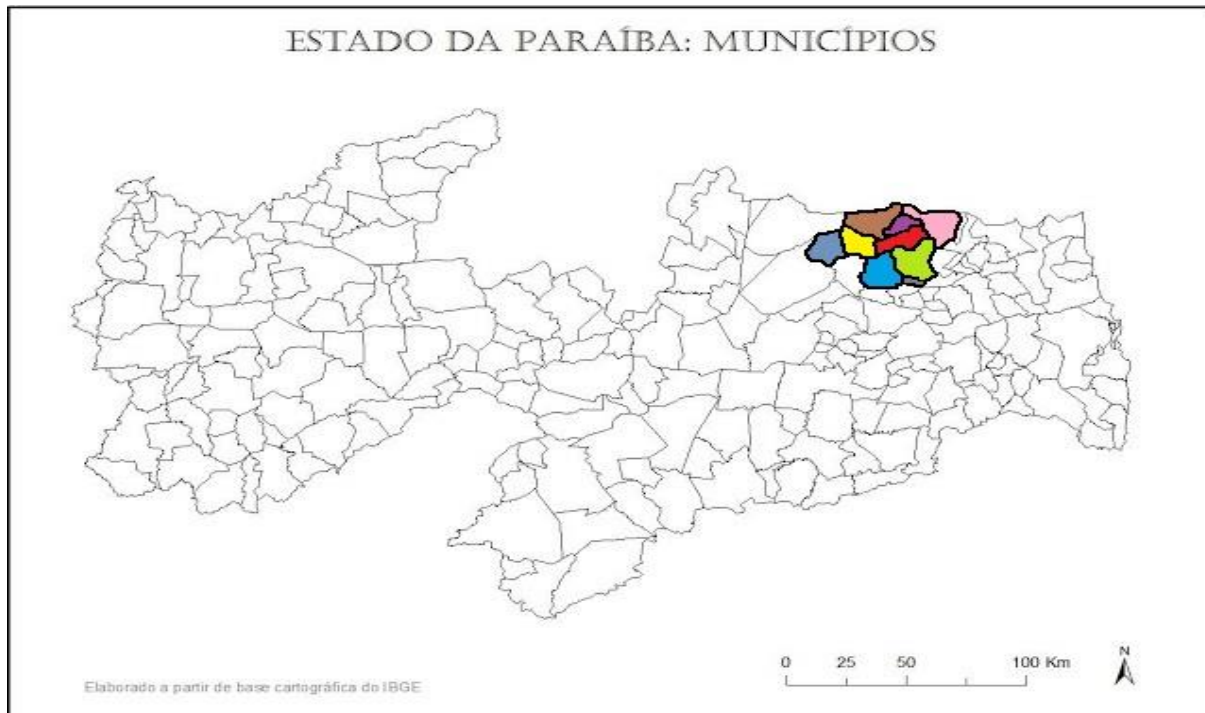 ESTADO DA PARAÍBA: MUNICÍPIOS
N
0 25 50 100 Km
Elaborado a partir de base cartográfica do IBGE